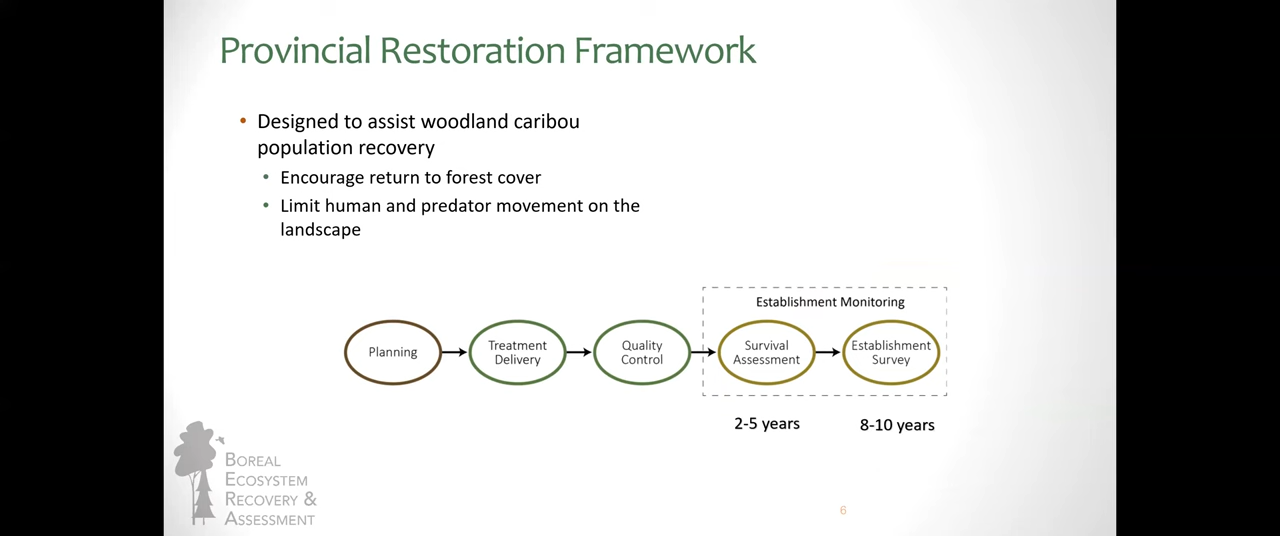 Provincial Restoration Framework
• Designed to assist woodland caribou
population recovery
• Encourage return to forest cover
• Limit human and predator movement on the
landscape
Establishment Monitoring
Planning
Treatment
Delivery
Quality
Control
Survival
Assessment
Establishment
Survey
2-5 years
8-10 years
BOREAL
ECOSYSTEM
RECOVERY &
ASSESSMENT
6